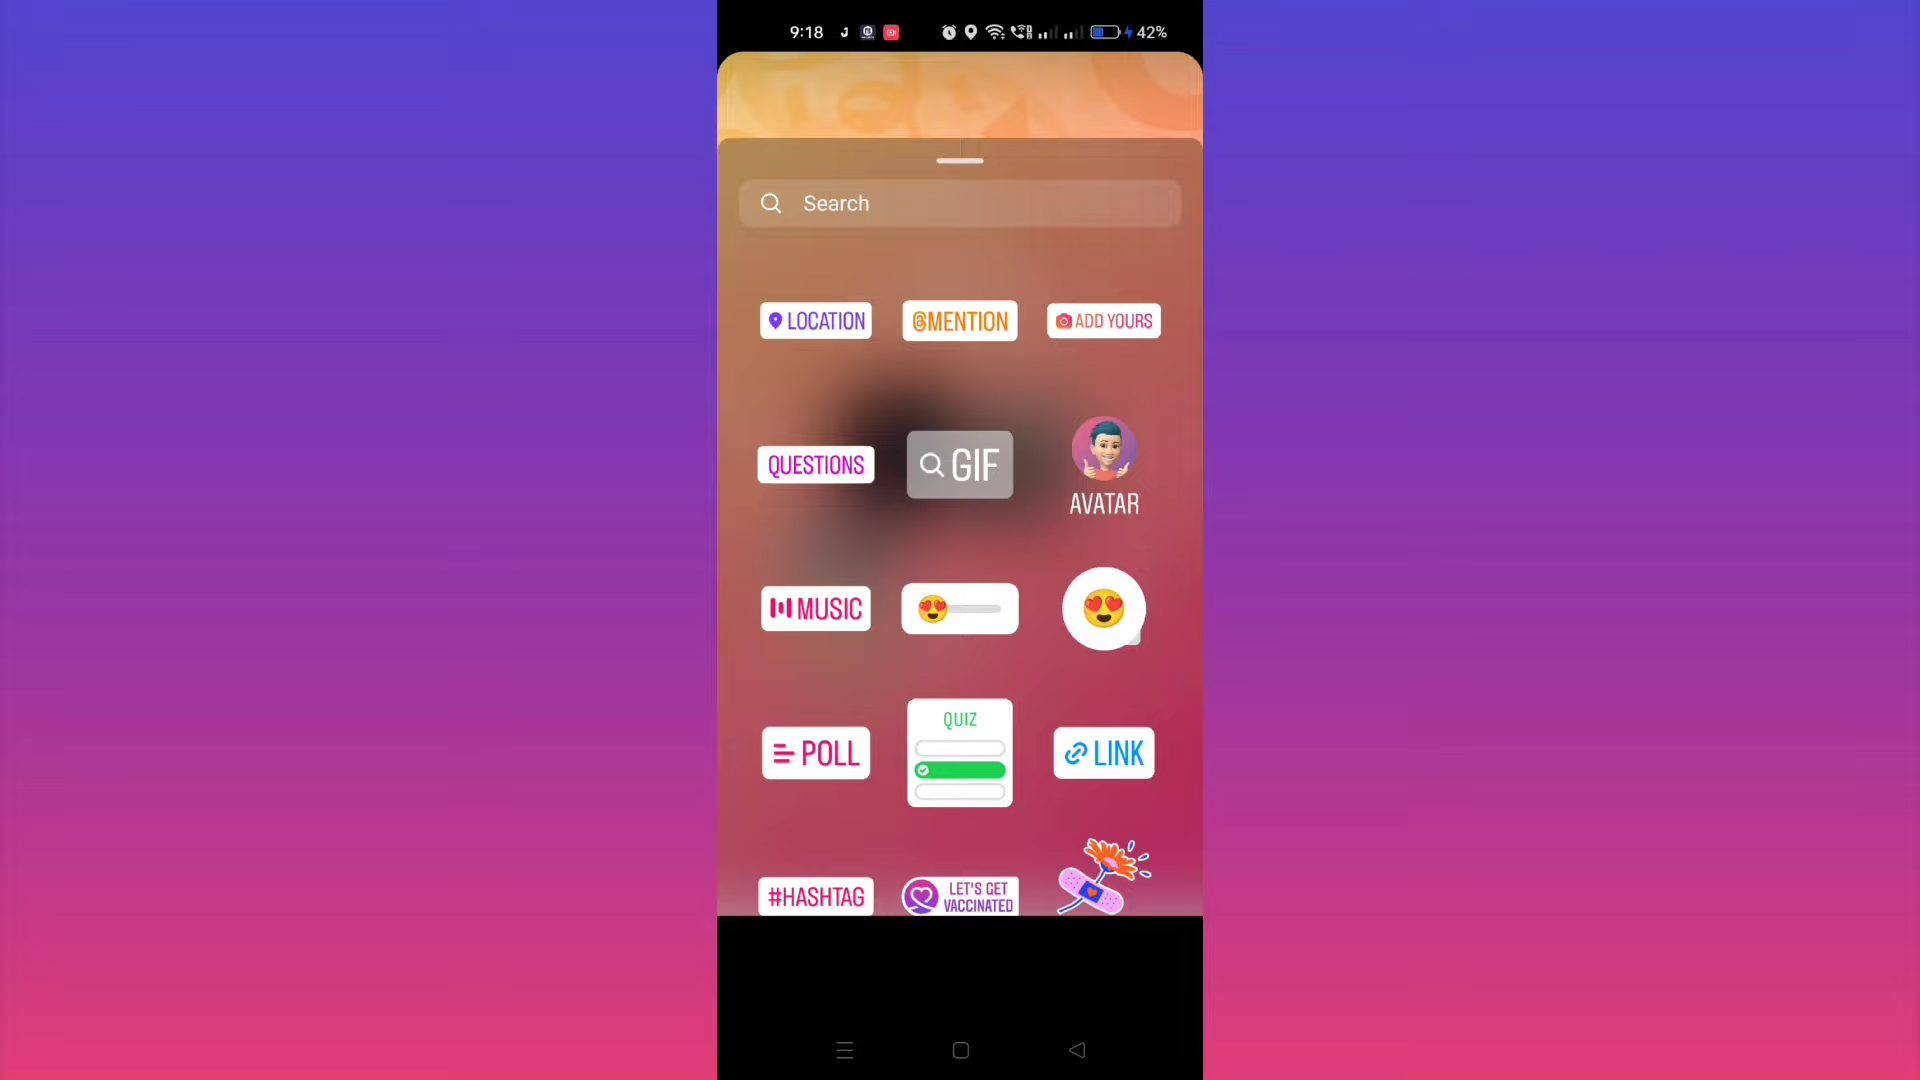 9:18
42%
Search
LOCATION
@MENTION
ADD YOURS
QUESTIONS
GIF
AVATAR
MUSIC
POLL
QUIZ
LINK
#HASHTAG
LET'S GET
VACCINATED